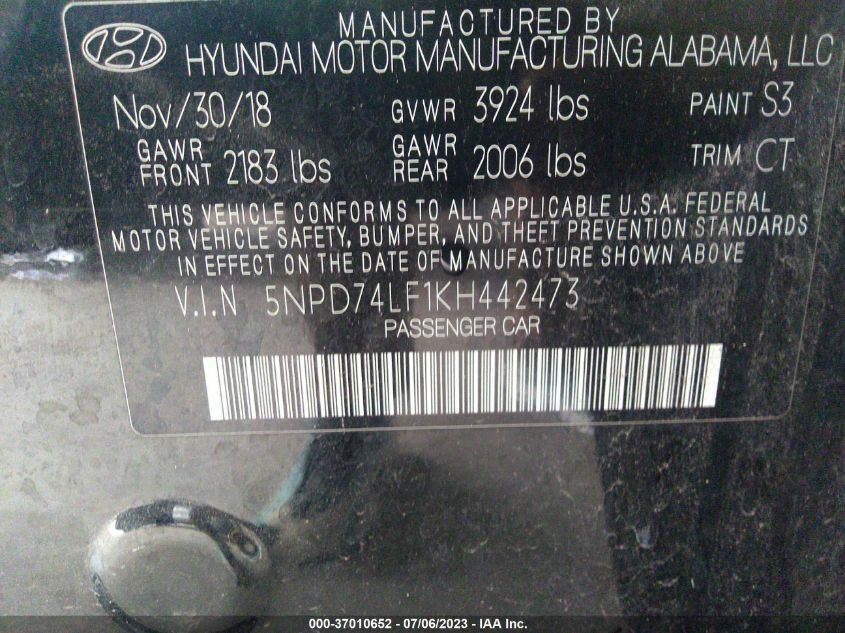 MANUFACTURED BY
HYUNDAI MOTOR MANUFACTURING ALABAMA, LLC
Nov/30/18 GVWR 3924 lbs PAINT S3
GAWR FRONT 2183 lbs GAWR REAR 2006 lbs TRIM CT
THIS VEHICLE CONFORMS TO ALL APPLICABLE U.S.A. FEDERAL
MOTOR VEHICLE SAFETY, BUMPER, AND THEFT PREVENTION STANDARDS
IN EFFECT ON THE DATE OF MANUFACTURE SHOWN ABOVE
V.I.N 5NPD74LF1KH442473
PASSENGER CAR
000-37010652 - 07/06/2023 - IAA Inc.